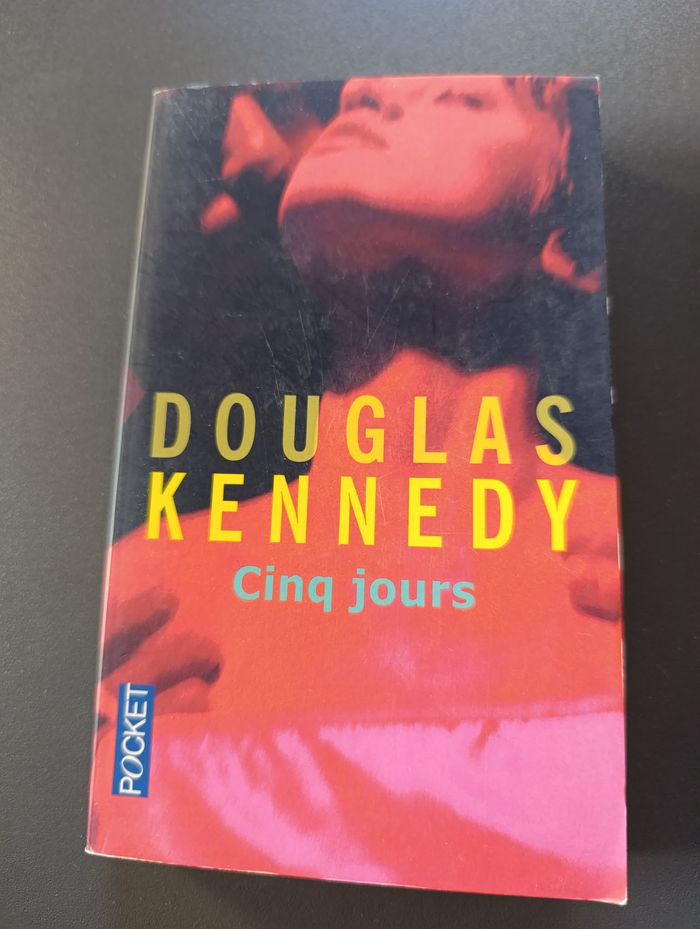 DOUGLAS
KENNEDY
Cinq jours
POCKET